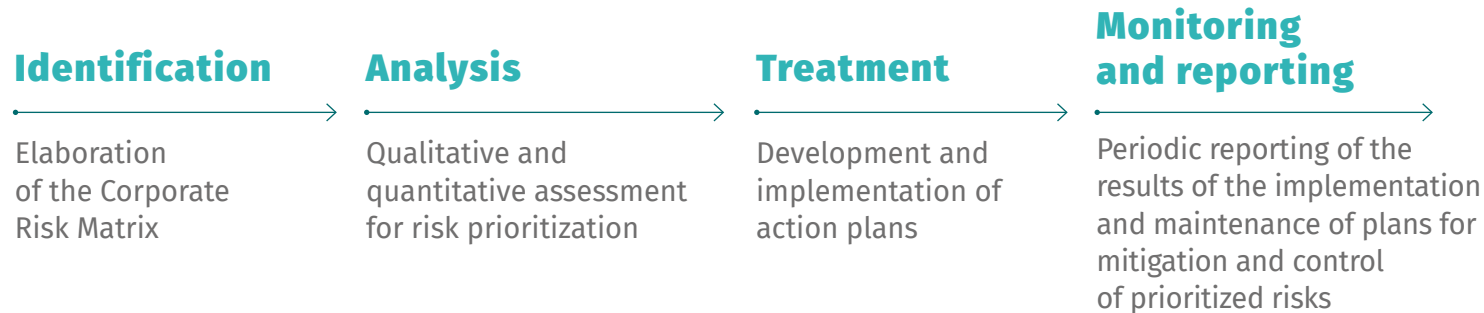 Identification
Elaboration
of the Corporate
Risk Matrix
Analysis
Qualitative and
quantitative assessment
for risk prioritization
Treatment
Development and
implementation of
action plans
Monitoring
and reporting
Periodic reporting of the
results of the implementation
and maintenance of plans for
mitigation and control
of prioritized risks